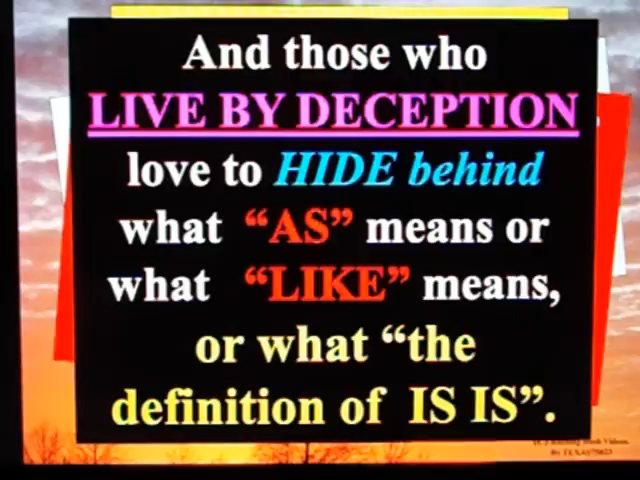 And those who
LIVE BY DECEPTION
love to HIDE behind
what “AS” means or
what “LIKE” means,
or what “the
definition of IS IS”.